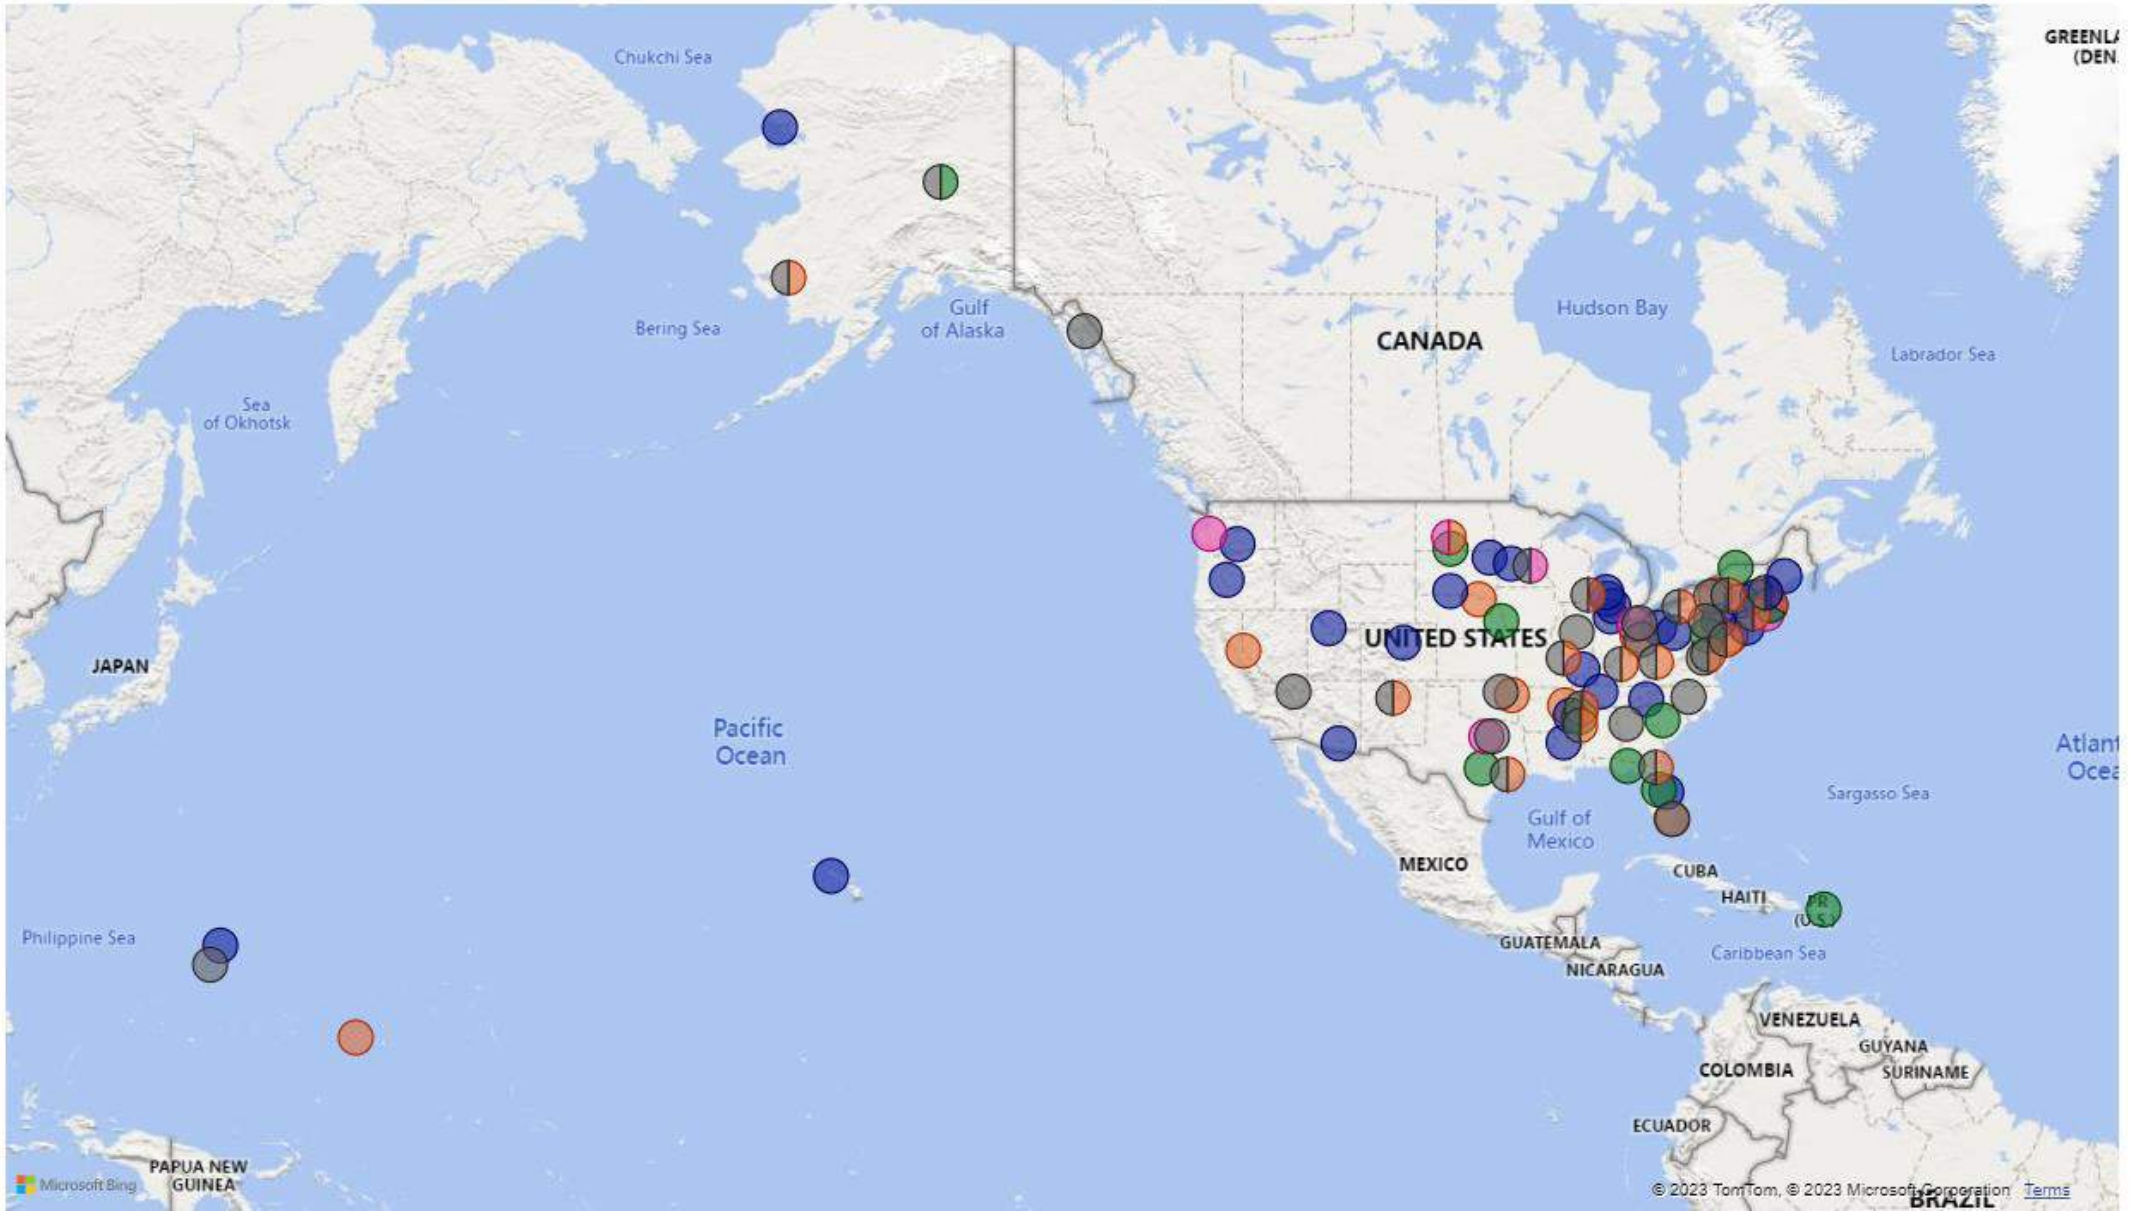 Chukchi Sea
GREENLA
(DEN.
Gulf
of Alaska
Bering Sea
Hudson Bay
CANADA
Labrador Sea
Sea
of Okhotsk
JAPAN
UNITED STATES
Pacific
Ocean
Atlant
Ocea
Sargasso Sea
Gulf of
Mexico
MEXICO
CUBA
HAITI
PR
(U.S.)
Philippine Sea
GUATEMALA
Caribbean Sea
NICARAGUA
VENEZUELA
GUYANA
COLOMBIA
SURINAME
ECUADOR
PAPUA NEW
GUINEA
Microsoft Bing
© 2023 TomTom, © 2023 Microsoft Corporation Terms
BRAZIL